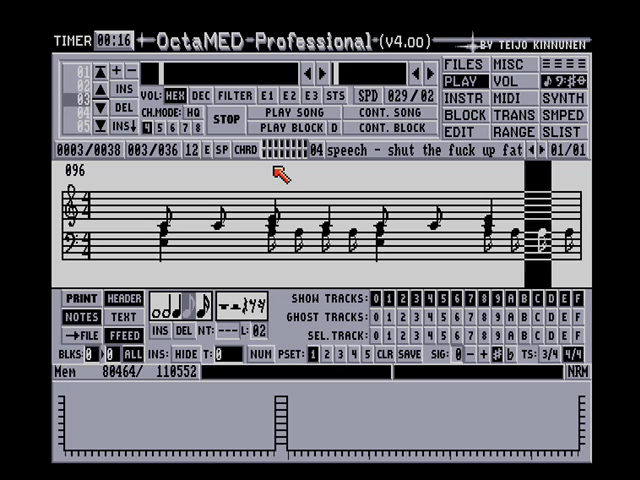 TIMER 00:16 OctaMED-Professional (v4.00) BY TEIJO KINNUNEN
01 FILES MISC
02 INS PLAY VOL
03 DEL VOL: HEX DEC FILTER E1 E2 E3 STS SPD 029/02 INSTR MIDI SYNTH
04 CH.MODE: HQ STOP PLAY SONG CONT. SONG BLOCK TRANS SMPED
05 INS 4 5 6 7 8 PLAY BLOCK D CONT. BLOCK EDIT RANGE SLIST
0003/0038 003/036 12 E SP CHRD 04 speech - shut the fuck up fat 01/01
096
4 4
4 4
PRINT HEADER SHOW TRACKS: 0 1 2 3 4 5 6 7 8 9 A B C D E F
NOTES TEXT GHOST TRACKS: 0 1 2 3 4 5 6 7 8 9 A B C D E F
→FILE FFEED INS DEL NT: --- L: 02 SEL.TRACK: 0 1 2 3 4 5 6 7 8 9 A B C D E F
BLKS: 0 0 ALL INS: HIDE T: 0 NUM PSET: 1 2 3 4 5 CLR SAVE SIG: 0 - + # b TS: 3/4 4/4
Mem 80464/ 110552 NRM